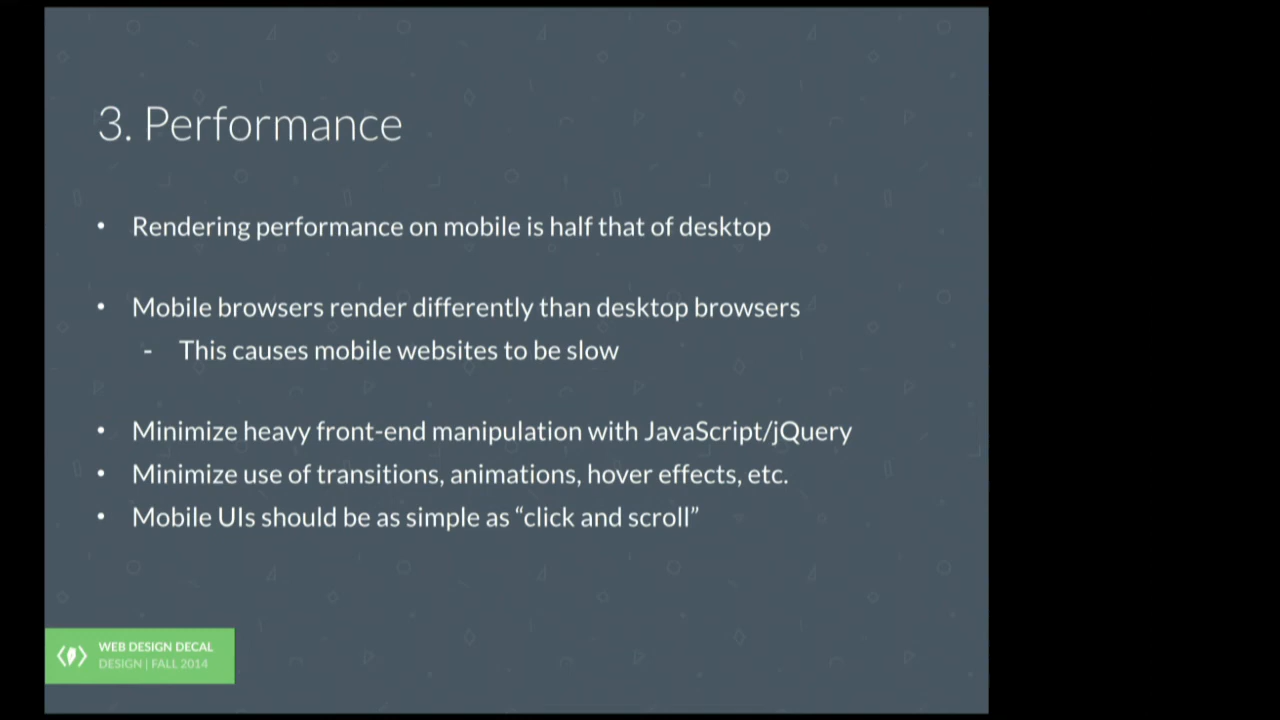 3. Performance
• Rendering performance on mobile is half that of desktop
• Mobile browsers render differently than desktop browsers
- This causes mobile websites to be slow
• Minimize heavy front-end manipulation with JavaScript/jQuery
• Minimize use of transitions, animations, hover effects, etc.
• Mobile UIs should be as simple as “click and scroll”
WEB DESIGN DECAL
DESIGN | FALL 2014